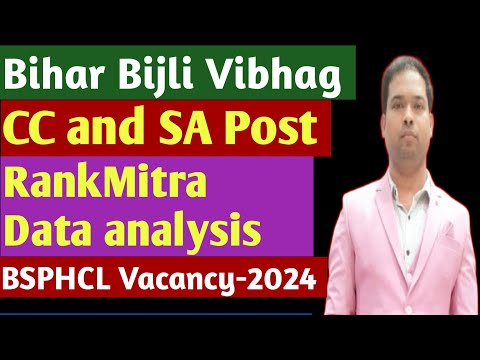 Bihar Bijli Vibhag
CC and SA Post
RankMitra
Data analysis
BSPHCL Vacancy-2024